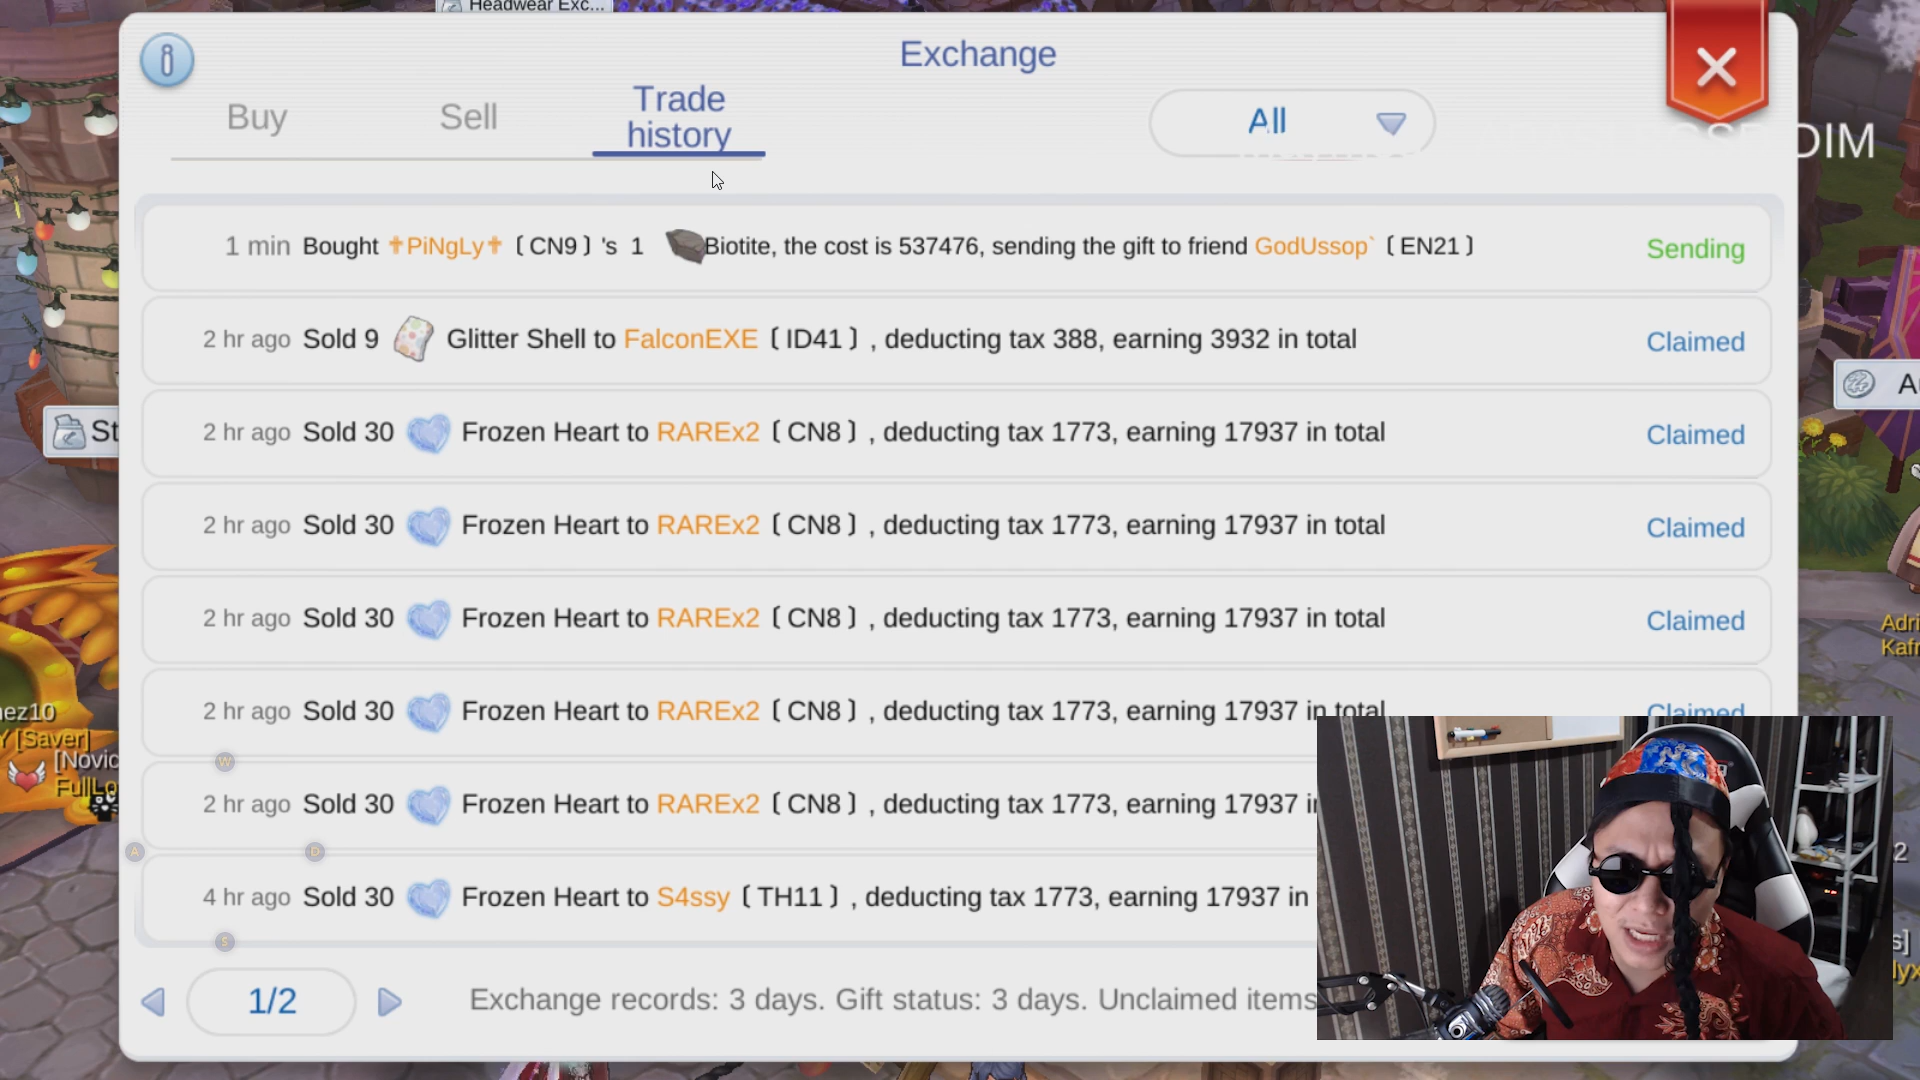 Headwear Exc...
Exchange
Buy
Sell
Trade
history
All
DIM
1 min Bought ✝PiNgLy✝ 〔CN9〕's 1 Biotite, the cost is 537476, sending the gift to friend GodUssop` 〔EN21〕 Sending
2 hr ago Sold 9 Glitter Shell to FalconEXE 〔ID41〕, deducting tax 388, earning 3932 in total Claimed
2 hr ago Sold 30 Frozen Heart to RAREx2 〔CN8〕, deducting tax 1773, earning 17937 in total Claimed
2 hr ago Sold 30 Frozen Heart to RAREx2 〔CN8〕, deducting tax 1773, earning 17937 in total Claimed
2 hr ago Sold 30 Frozen Heart to RAREx2 〔CN8〕, deducting tax 1773, earning 17937 in total Claimed
2 hr ago Sold 30 Frozen Heart to RAREx2 〔CN8〕, deducting tax 1773, earning 17937 in total Claimed
2 hr ago Sold 30 Frozen Heart to RAREx2 〔CN8〕, deducting tax 1773, earning 17937
4 hr ago Sold 30 Frozen Heart to S4ssy 〔TH11〕, deducting tax 1773, earning 17937 in
St
A
Adri
Kafr
nez10
Y [Saver]
[Novic
FullLo
W
A
D
S
2
s]
lyx
1/2
Exchange records: 3 days. Gift status: 3 days. Unclaimed items